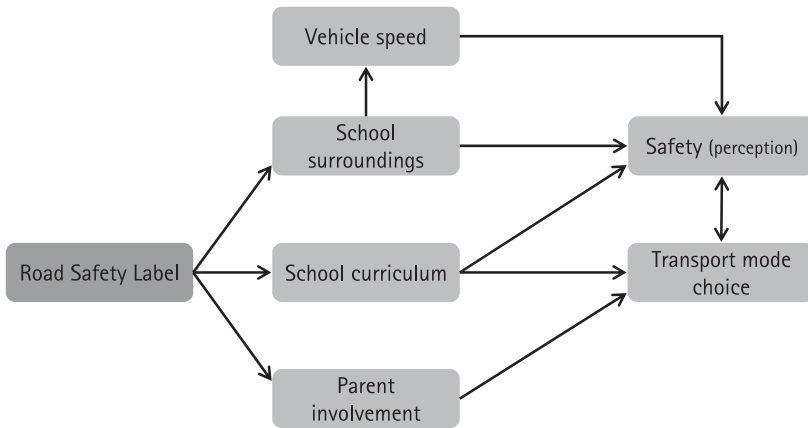 Vehicle speed
School
surroundings
Safety (perception)
Road Safety Label
School curriculum
Transport mode
choice
Parent
involvement